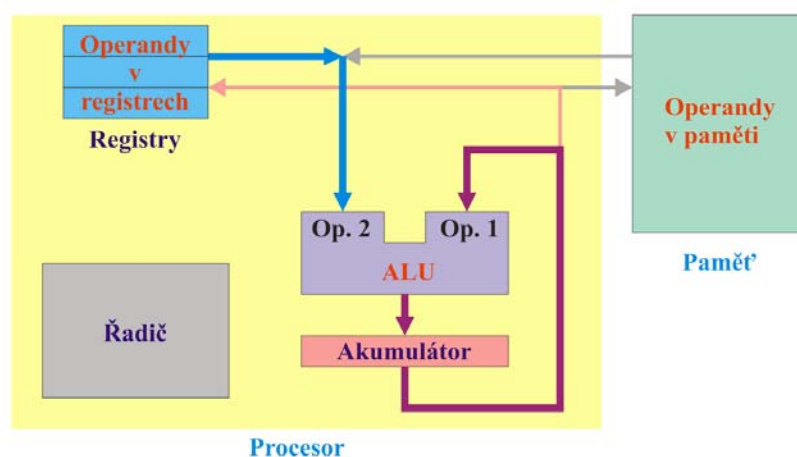 Operandy
v
registrech
Registry
Operandy
v paměti
Op. 2
Op. 1
ALU
Paměť
Řadič
Akumulátor
Procesor